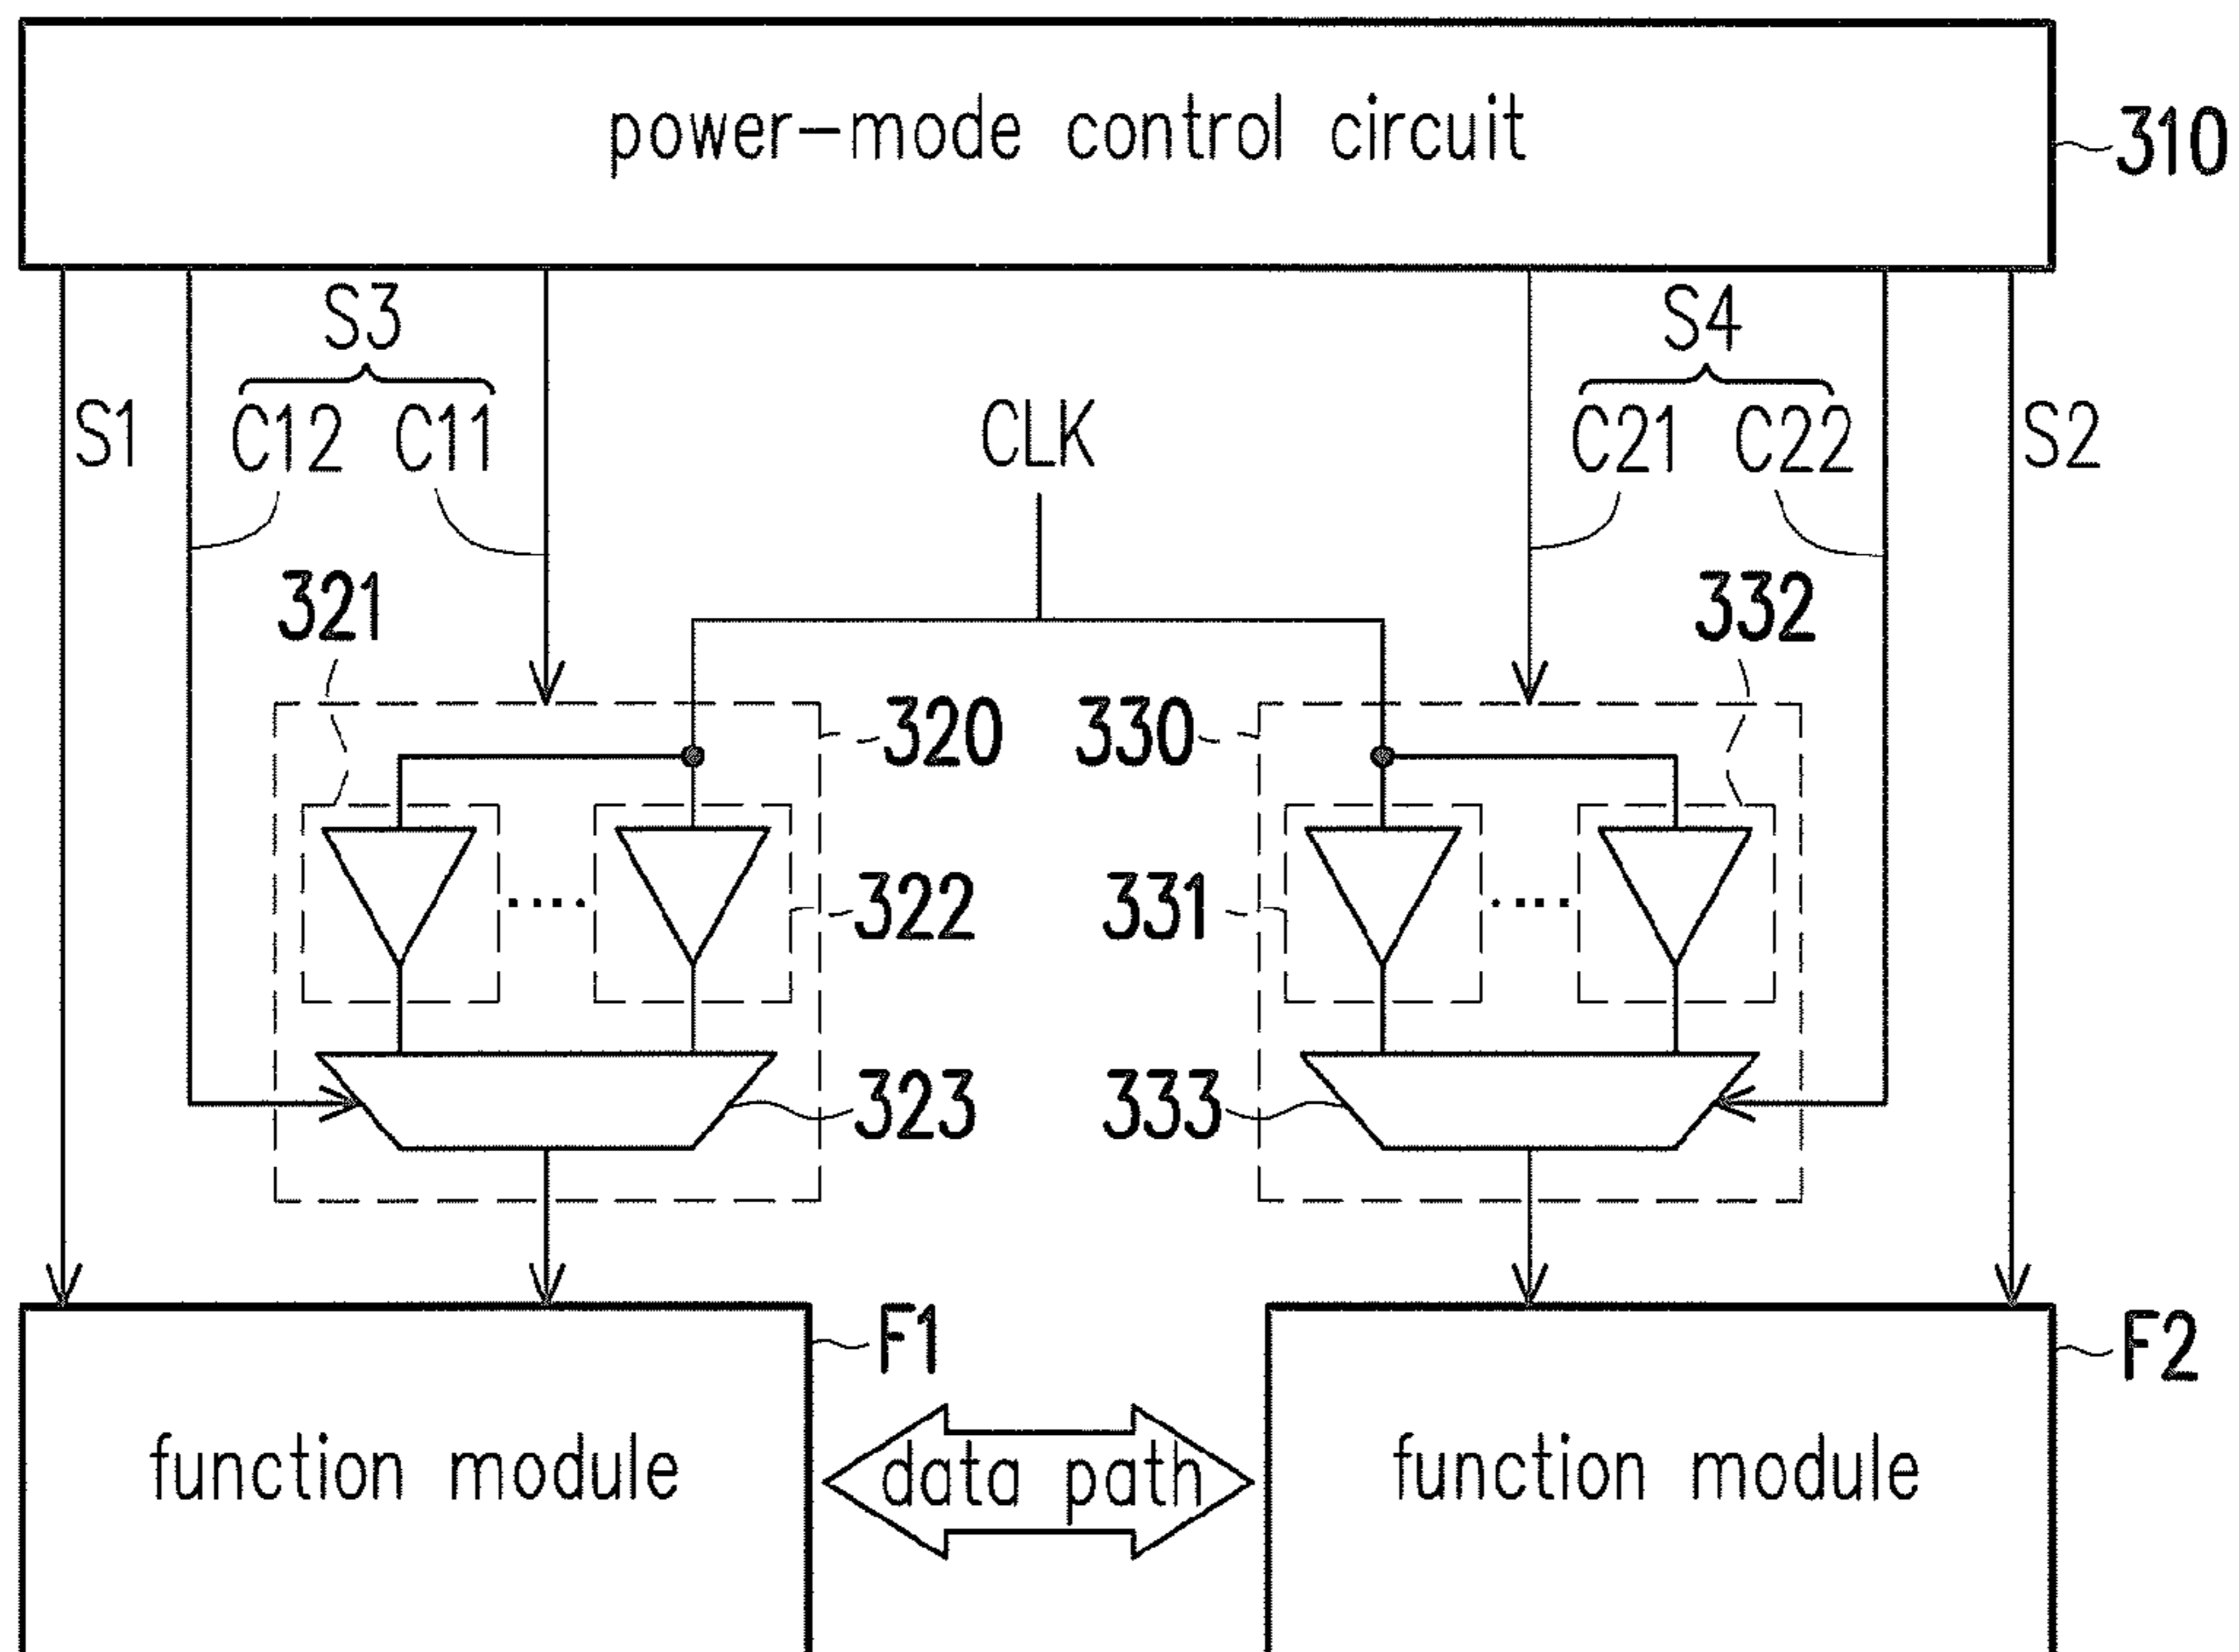 power-mode control circuit
310
S3
S4
S1
C12
C11
CLK
C21
C22
S2
321
332
320
330
322
331
323
333
F1
F2
function module
data path
function module